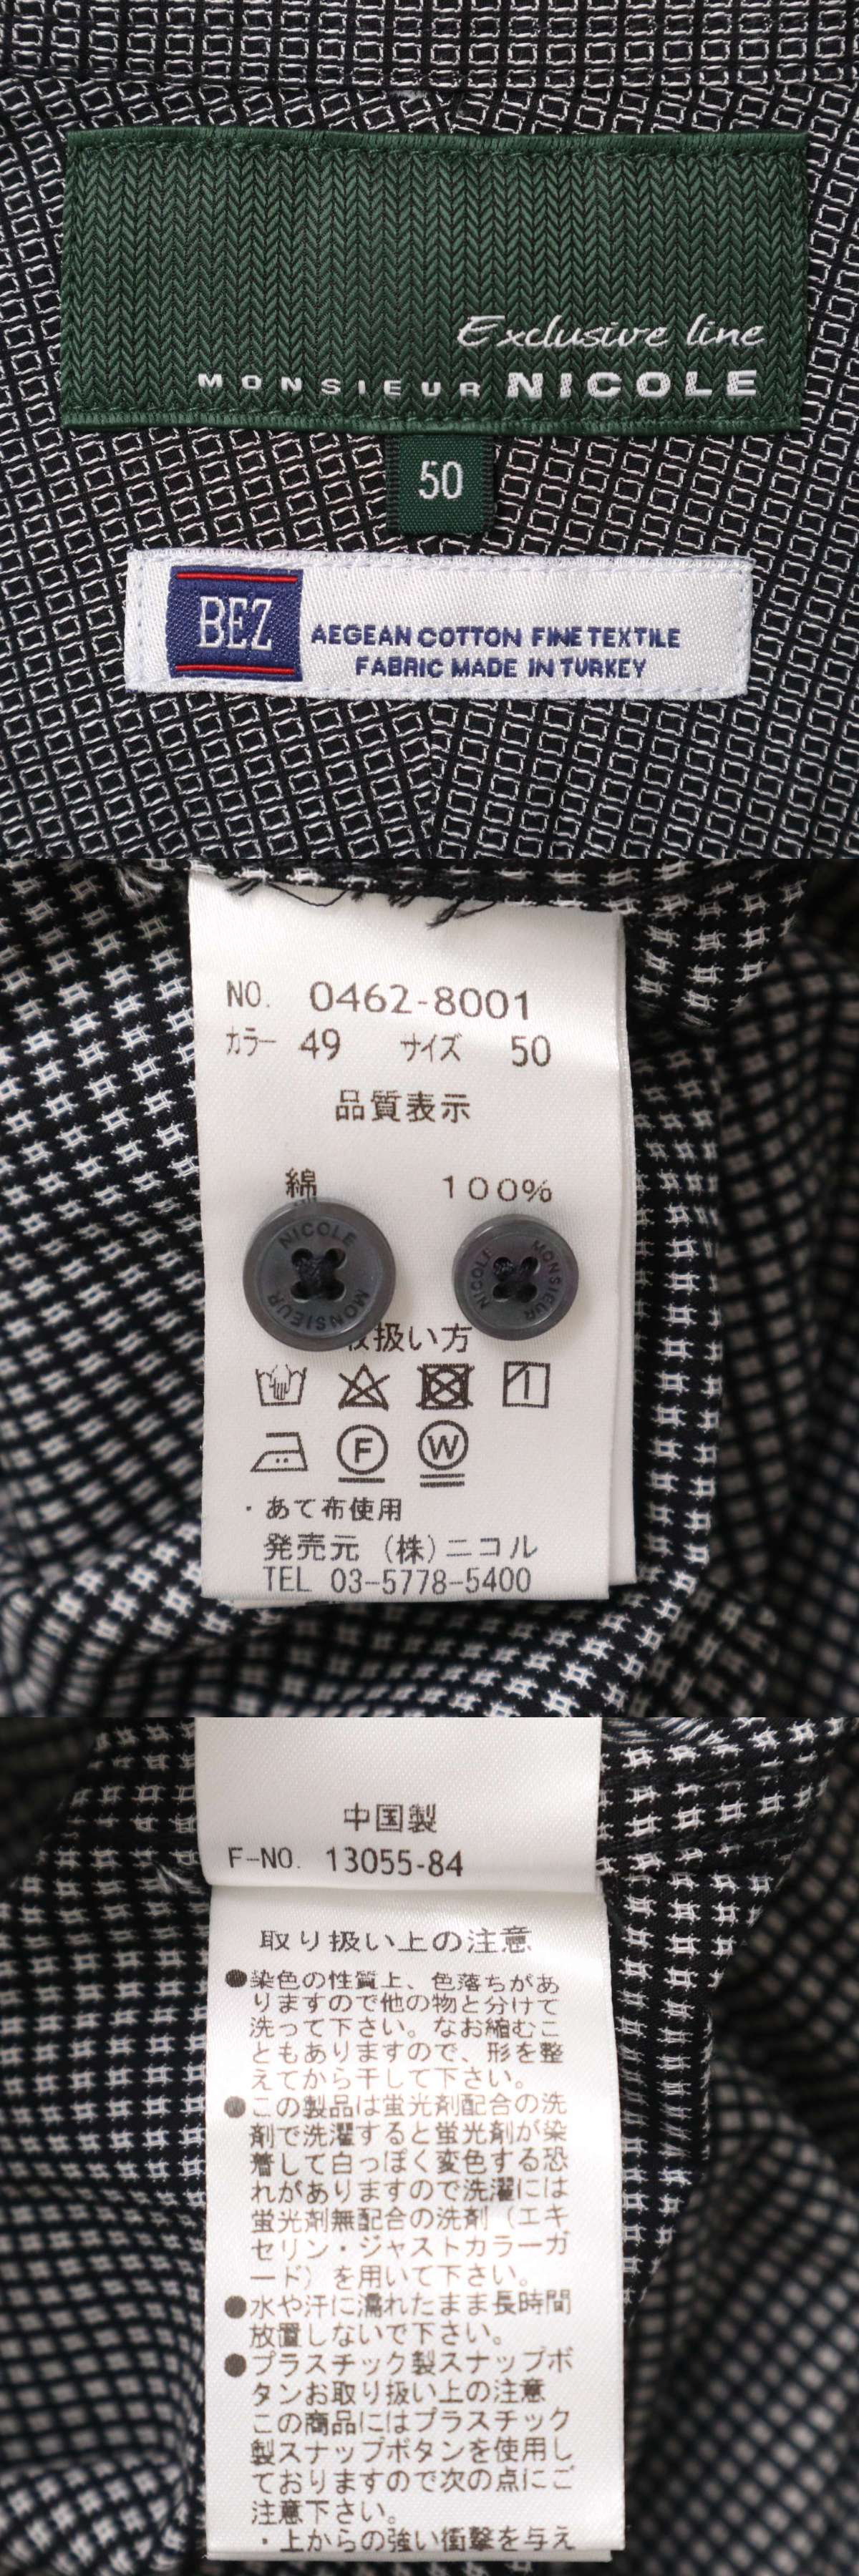 Exclusive line
MONSIEUR NICOLE
50
BEZ
AEGEAN COTTON FINE TEXTILE
FABRIC MADE IN TURKEY
NO. 0462-8001
カラー 49 サイズ 50
品質表示
綿 100%
NICOLE MONSIEUR
NICOLE MONSIEUR
扱い方
F W
・あて布使用
発売元 (株)ニコル
TEL 03-5778-5400
中国製
F-NO. 13055-84
取り扱い上の注意
●染色の性質上、色落ちがあ
りますので他の物と分けて
洗って下さい。なお縮むこ
ともありますので、形を整
えてから干して下さい。
●この製品は蛍光剤配合の洗
剤で洗濯すると蛍光剤が染
着して白っぽく変色する恐
れがありますので洗濯には
蛍光剤無配合の洗剤(エキ
セリン・ジャストカラーガ
ード)を用いて下さい。
●水や汗に濡れたまま長時間
放置しないで下さい。
●プラスチック製スナップボ
タンお取り扱い上の注意
この商品にはプラスチック
製スナップボタンを使用し
ておりますので次の点にご
注意下さい。
・上からの強い衝撃を与え